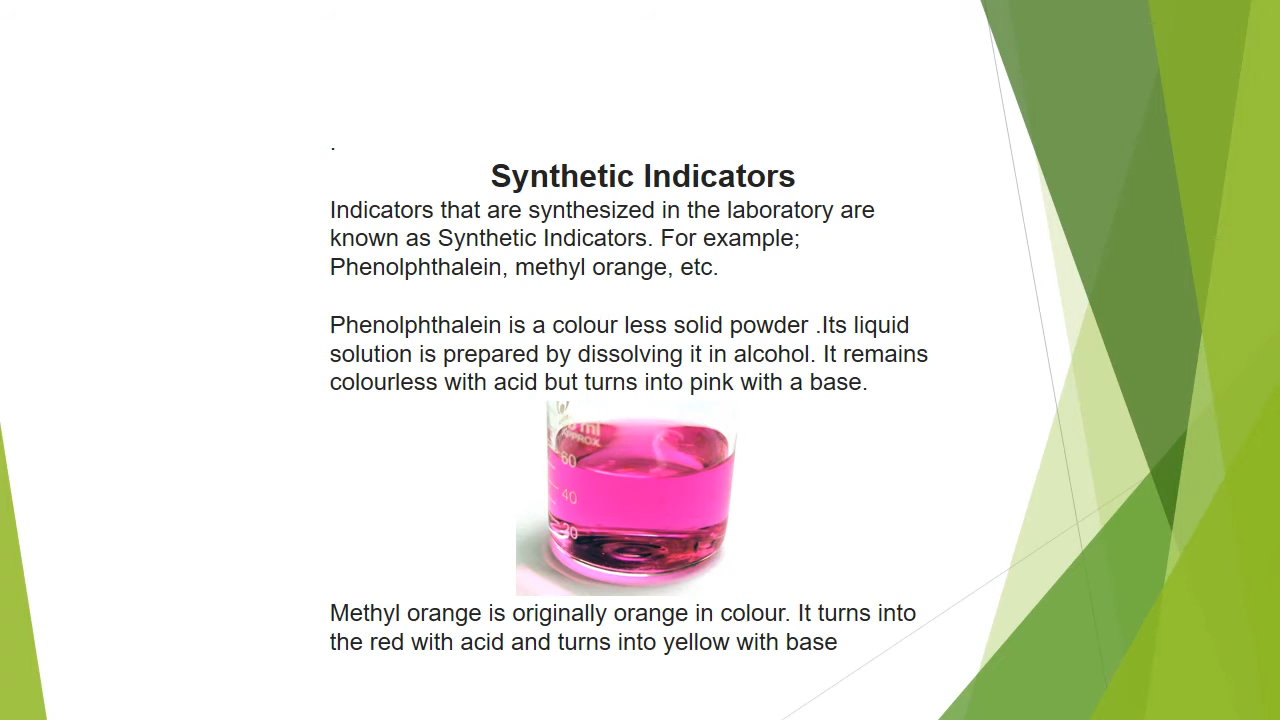 .
Synthetic Indicators
Indicators that are synthesized in the laboratory are
known as Synthetic Indicators. For example;
Phenolphthalein, methyl orange, etc.
Phenolphthalein is a colour less solid powder .Its liquid
solution is prepared by dissolving it in alcohol. It remains
colourless with acid but turns into pink with a base.
ml
APPROX
60
40
Methyl orange is originally orange in colour. It turns into
the red with acid and turns into yellow with base